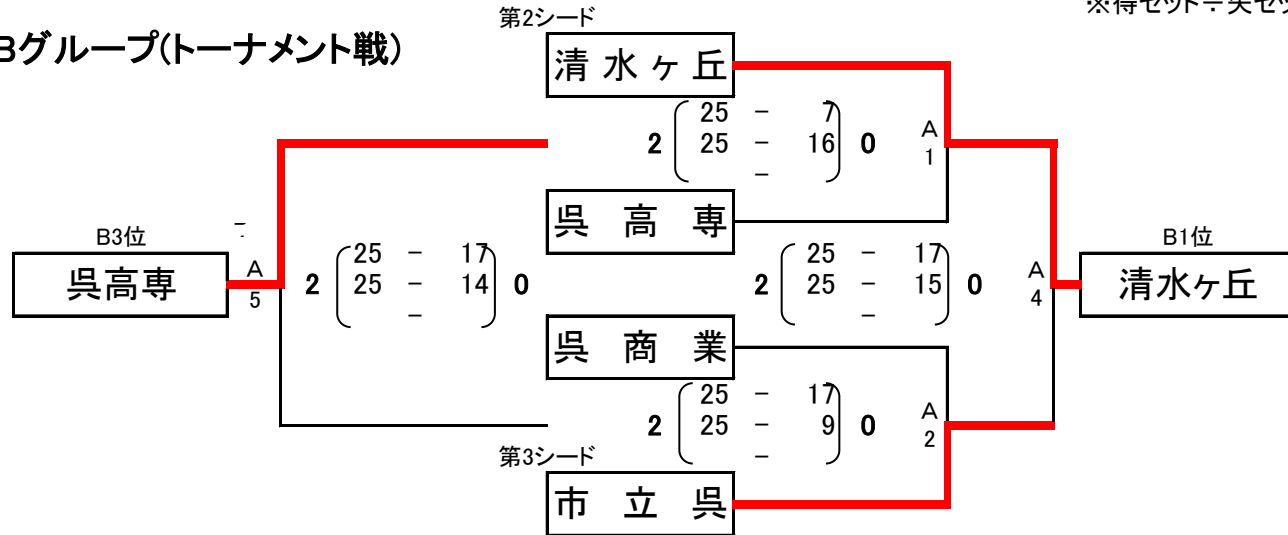 第2シード
※得セット÷失セッ
Bグループ(トーナメント戦)
清水ヶ丘
25 - 7
2 25 - 16 0
-
A
1
呉高専
B3位
呉高専
A
5
25 - 17
2 25 - 14 0
-
25 - 17
2 25 - 15 0
-
A
4
B1位
清水ヶ丘
呉商業
25 - 17
2 25 - 9 0
-
A
2
第3シード
市立呉